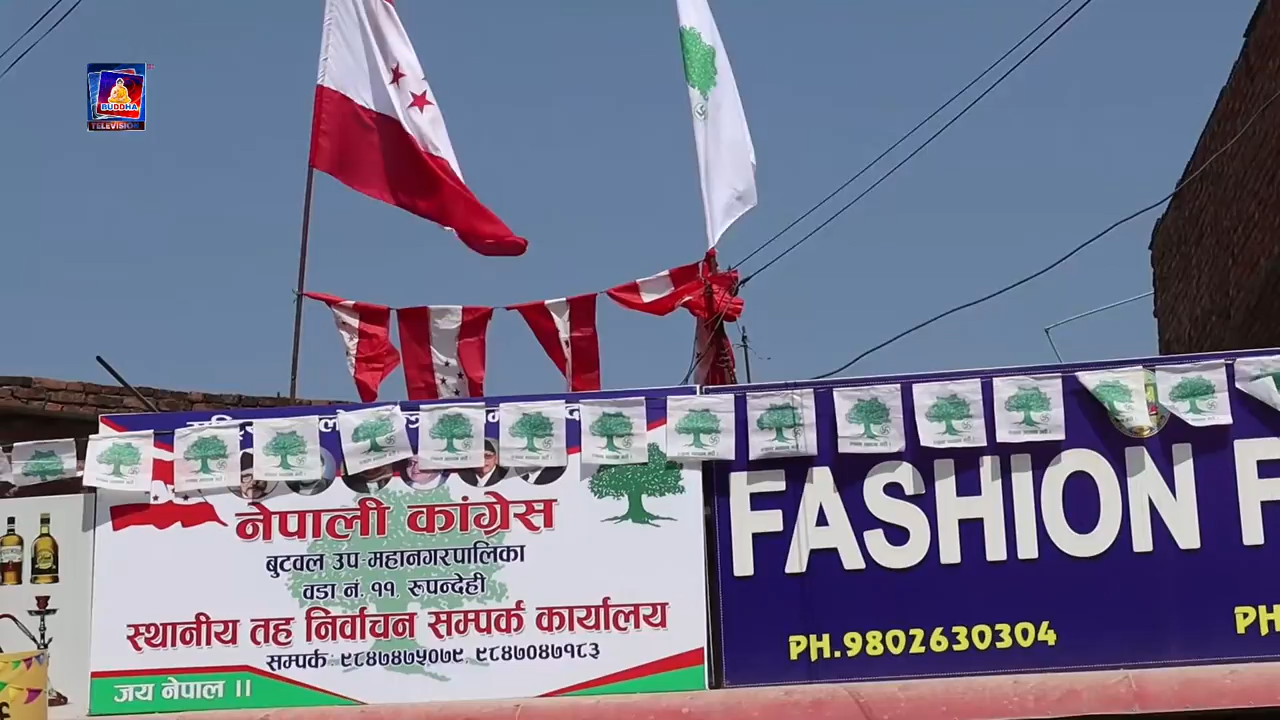 BUDDHA
TELEVISION
नेपाली कांग्रेस
बुटवल उप-महानगरपालिका
वडा नं. ११, रुपन्देही
स्थानीय तह निर्वाचन सम्पर्क कार्यालय
सम्पर्क: ९८४७४५०७९, ९८४७०४७१८३
जय नेपाल ।।
FASHION F
PH.9802630304
PH